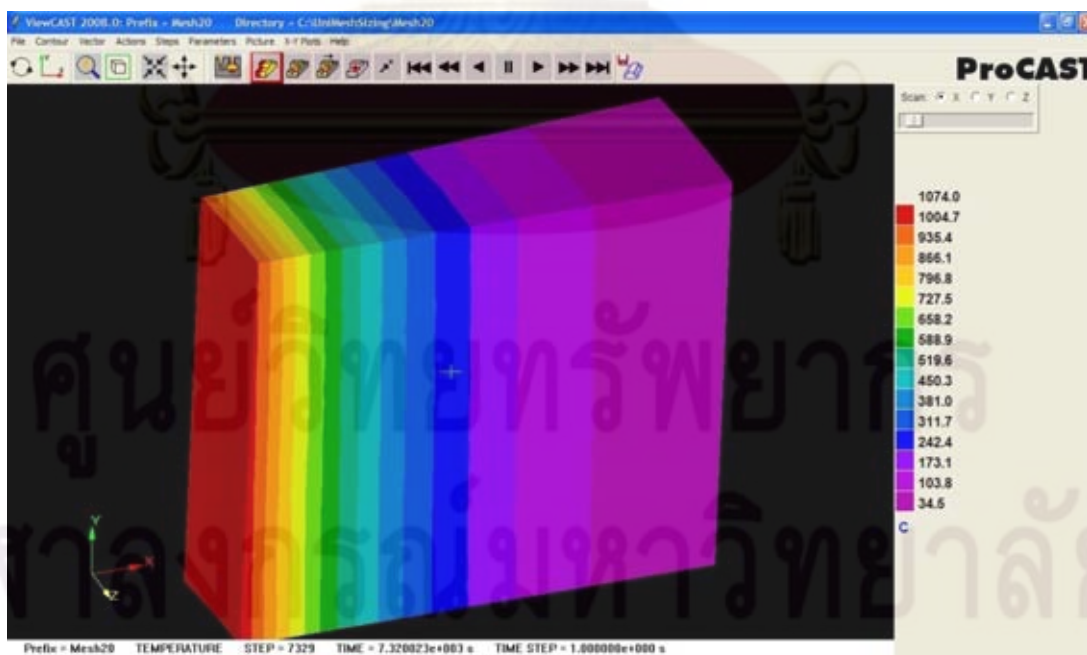 ViewCAST 2008.0: Prefix = Mesh20 Directory = C:\UniMeshSizing\Mesh20
File Contour Vector Actions Steps Parameters Picture X-Y Plots Help
ProCAST
Scan: X Y Z
1074.0
1004.7
935.4
866.1
796.8
727.5
658.2
588.9
519.6
450.3
381.0
311.7
242.4
173.1
103.8
34.5
C
ศูนย์วิทยทรัพยากร
ุฬาลงกรณ์มหาวิทยาลัย
Y
X
Z
Prefix = Mesh20 TEMPERATURE STEP = 7329 TIME = 7.320023e+003 s TIME STEP = 1.000000e+000 s